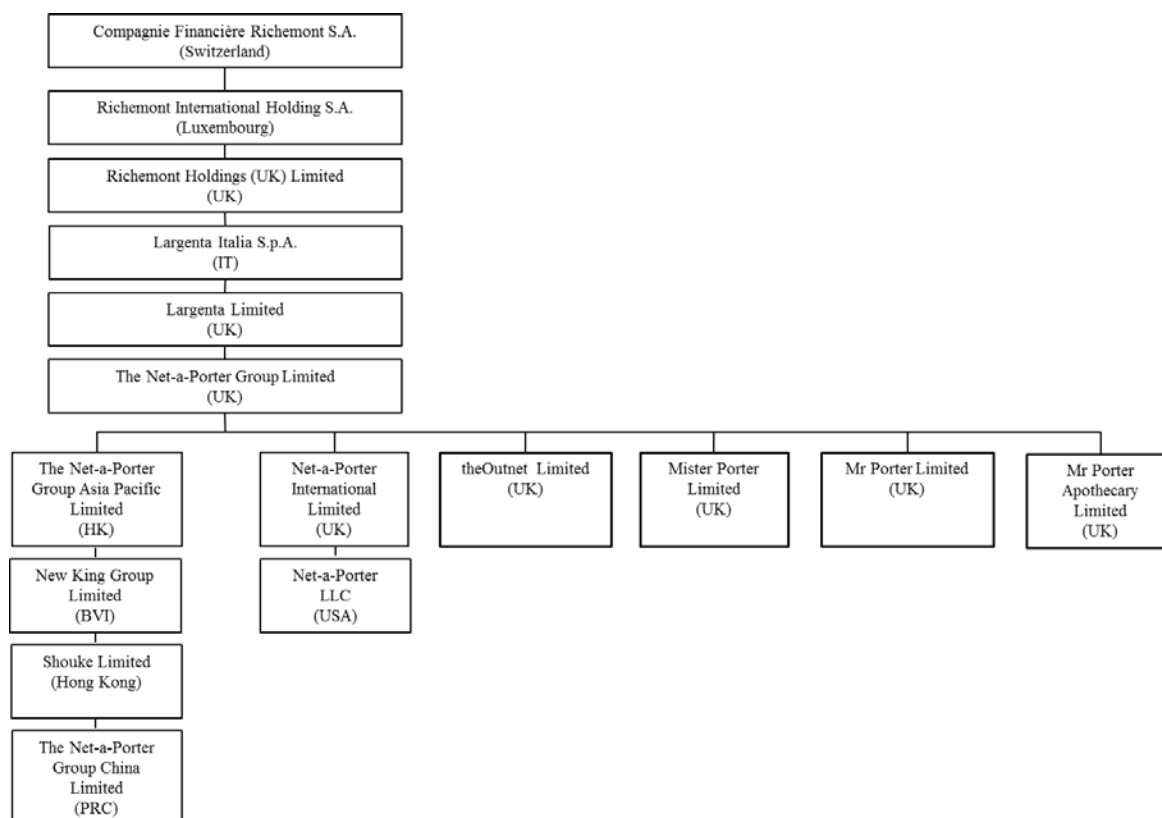 Compagnie Financière Richemont S.A.
(Switzerland)
Richemont International Holding S.A.
(Luxembourg)
Richemont Holdings (UK) Limited
(UK)
Largenta Italia S.p.A.
(IT)
Largenta Limited
(UK)
The Net-a-Porter Group Limited
(UK)
The Net-a-Porter
Group Asia Pacific
Limited
(HK)
Net-a-Porter
International
Limited
(UK)
theOutnet Limited
(UK)
Mister Porter
Limited
(UK)
Mr Porter Limited
(UK)
Mr Porter
Apothecary
Limited
(UK)
New King Group
Limited
(BVI)
Net-a-Porter
LLC
(USA)
Shouke Limited
(Hong Kong)
The Net-a-Porter
Group China
Limited
(PRC)